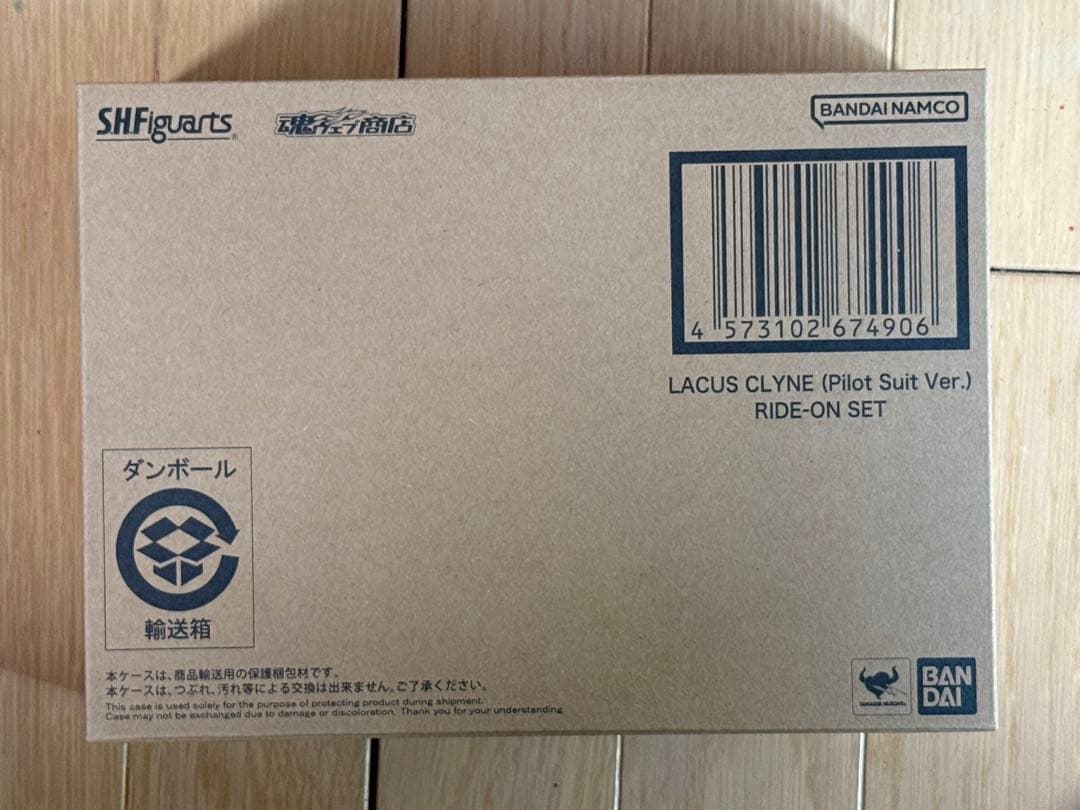 S.H.Figuarts
魂ウェブ商店
BANDAI NAMCO
4 573102 674906
LACUS CLYNE (Pilot Suit Ver.)
RIDE-ON SET
ダンボール
輸送箱
本ケースは、商品輸送用の保護梱包材です。
本ケースは、つぶれ、汚れ等による交換は出来ません。ご了承ください。
This case is used solely for the purpose of protecting product during shipment.
Case may not be exchanged due to damage or discoloration. Thank you for your understanding.
TAMASHII NATIONS
BAN
DAI